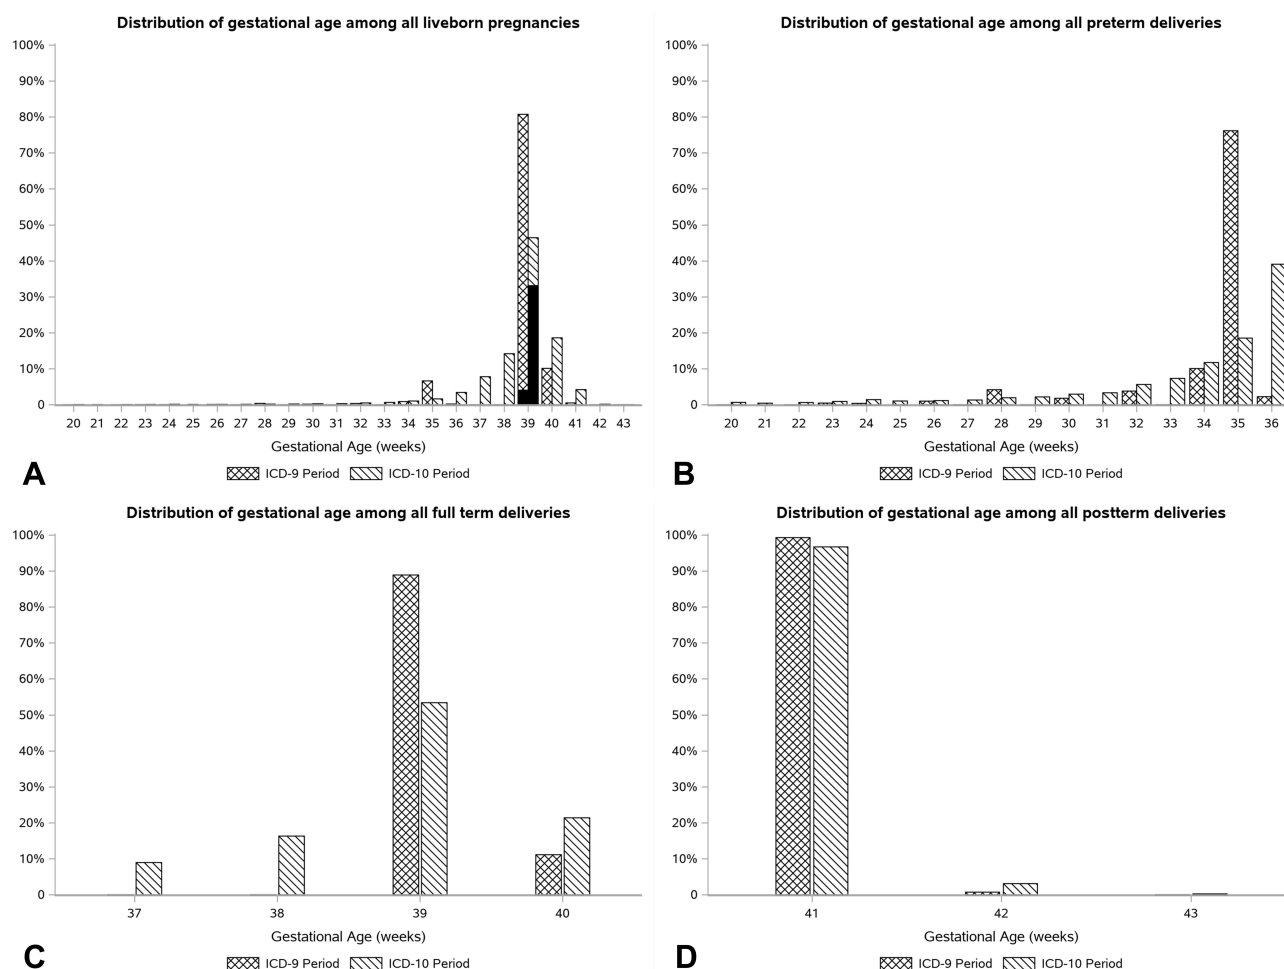 Distribution of gestational age among all liveborn pregnancies
100%
90%
80%
70%
60%
50%
40%
30%
20%
10%
0
20 21 22 23 24 25 26 27 28 29 30 31 32 33 34 35 36 37 38 39 40 41 42 43
Gestational Age (weeks)
A
ICD-9 Period ICD-10 Period
Distribution of gestational age among all preterm deliveries
100%
90%
80%
70%
60%
50%
40%
30%
20%
10%
0
20 21 22 23 24 25 26 27 28 29 30 31 32 33 34 35 36
Gestational Age (weeks)
B
ICD-9 Period ICD-10 Period
Distribution of gestational age among all full term deliveries
100%
90%
80%
70%
60%
50%
40%
30%
20%
10%
0
37 38 39 40
Gestational Age (weeks)
C
ICD-9 Period ICD-10 Period
Distribution of gestational age among all postterm deliveries
100%
90%
80%
70%
60%
50%
40%
30%
20%
10%
0
41 42 43
Gestational Age (weeks)
D
ICD-9 Period ICD-10 Period